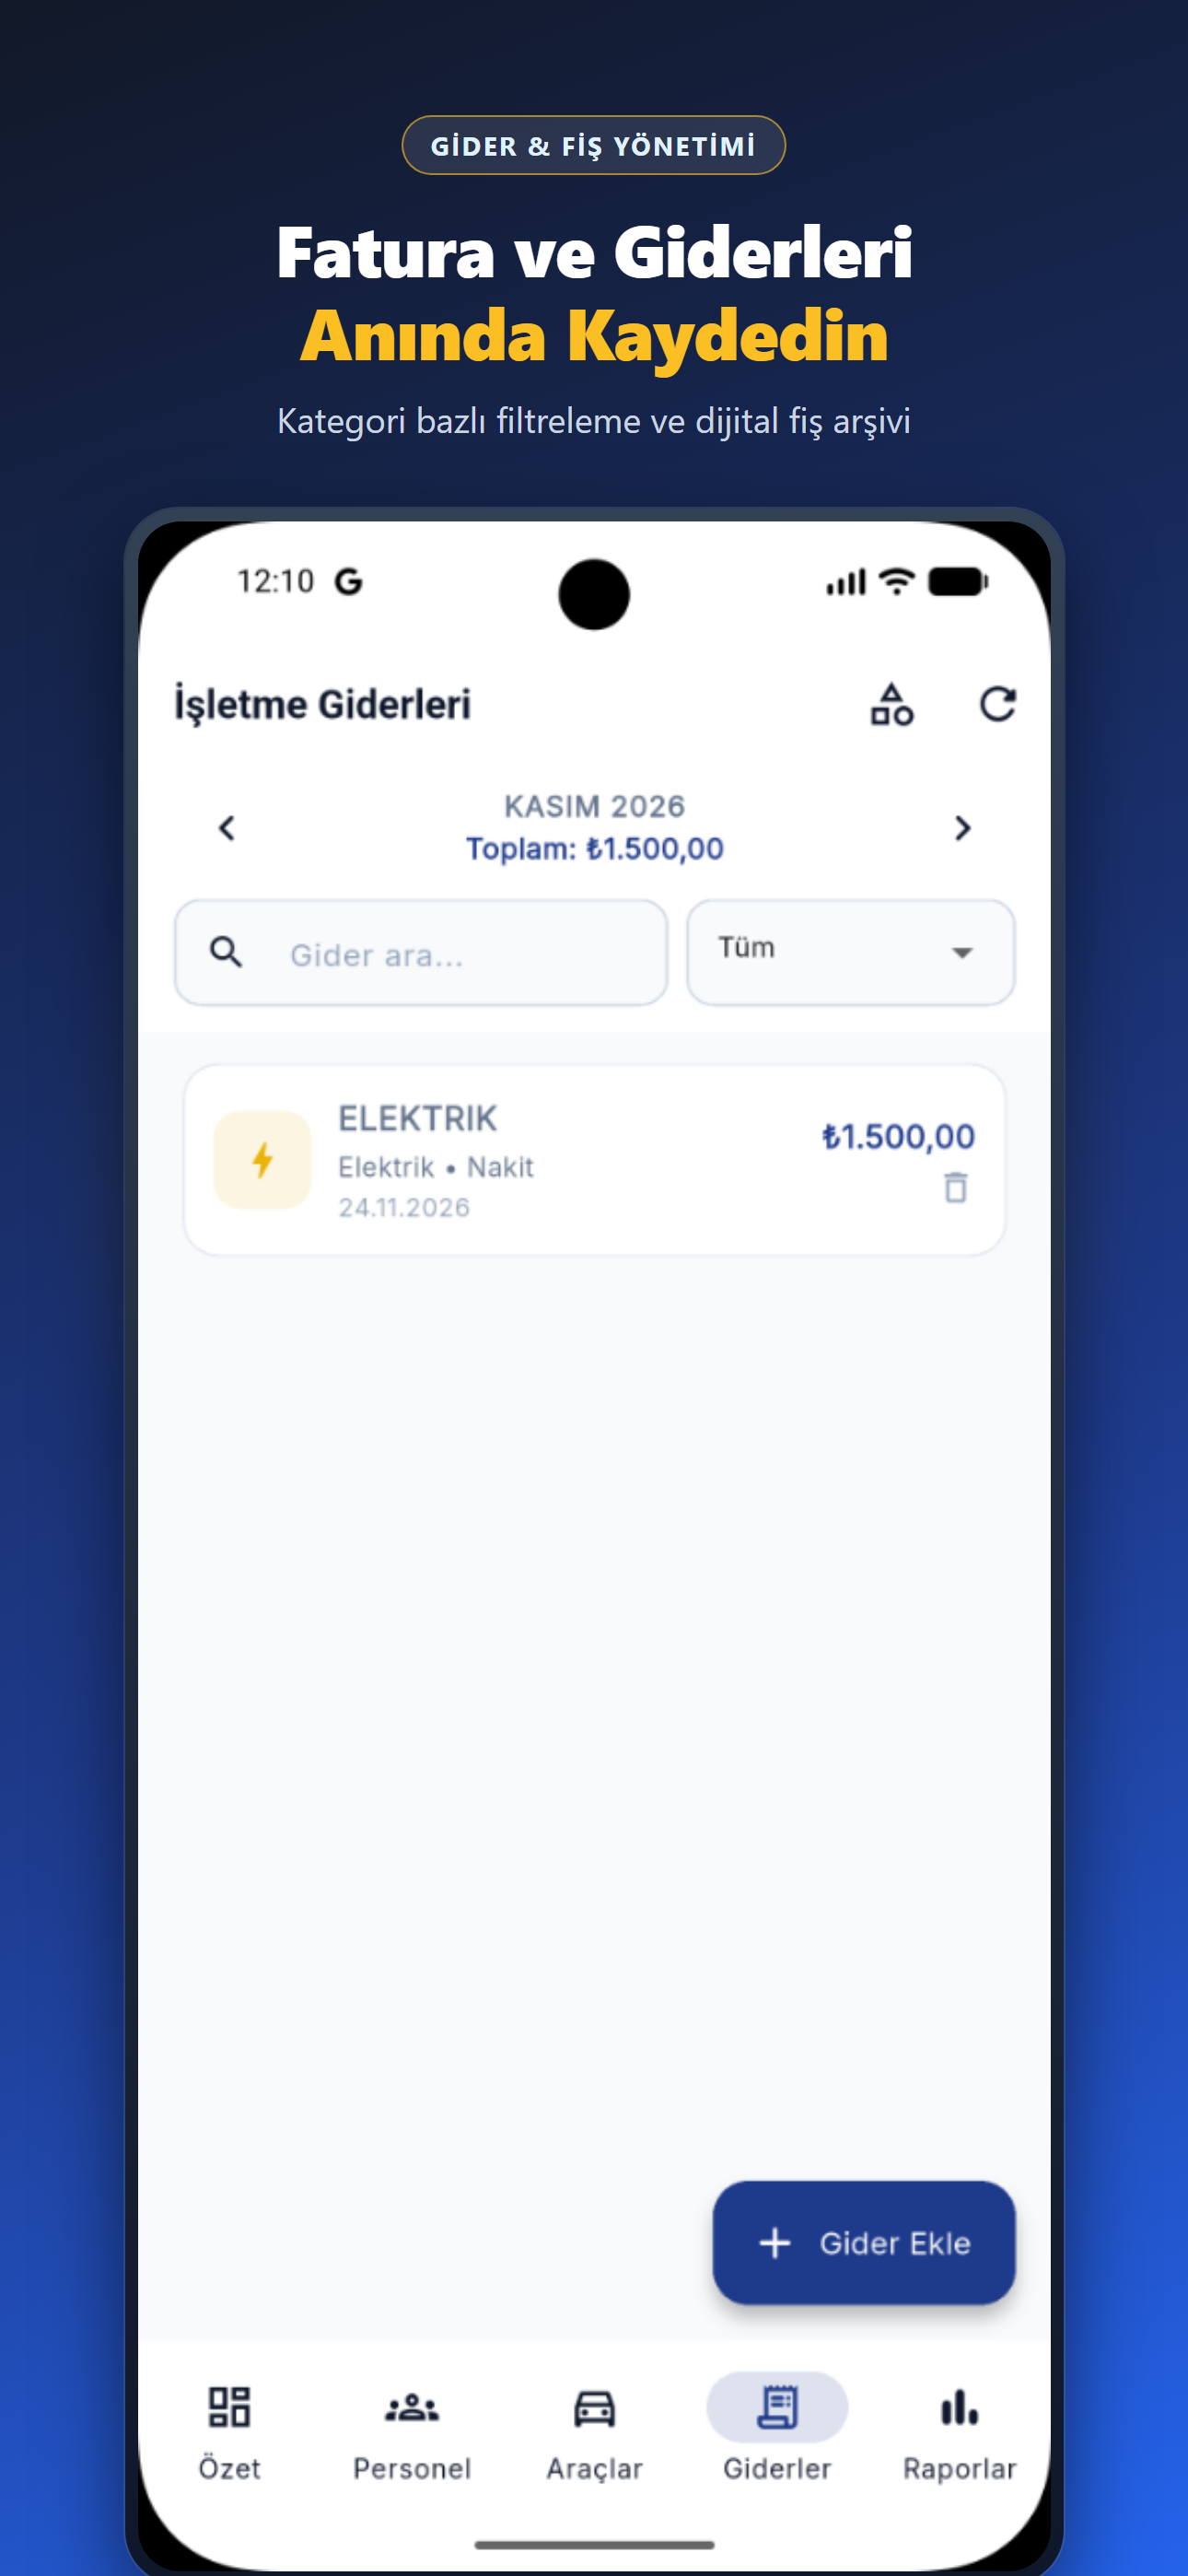 GİDER & FİŞ YÖNETİMİ
Fatura ve Giderleri
Anında Kaydedin
Kategori bazlı filtreleme ve dijital fiş arşivi
12:10 G
İşletme Giderleri
KASIM 2026
Toplam: ₺1.500,00
Gider ara...
Tüm
ELEKTRIK
₺1.500,00
Elektrik • Nakit
24.11.2026
+ Gider Ekle
Özet
Personel
Araçlar
Giderler
Raporlar